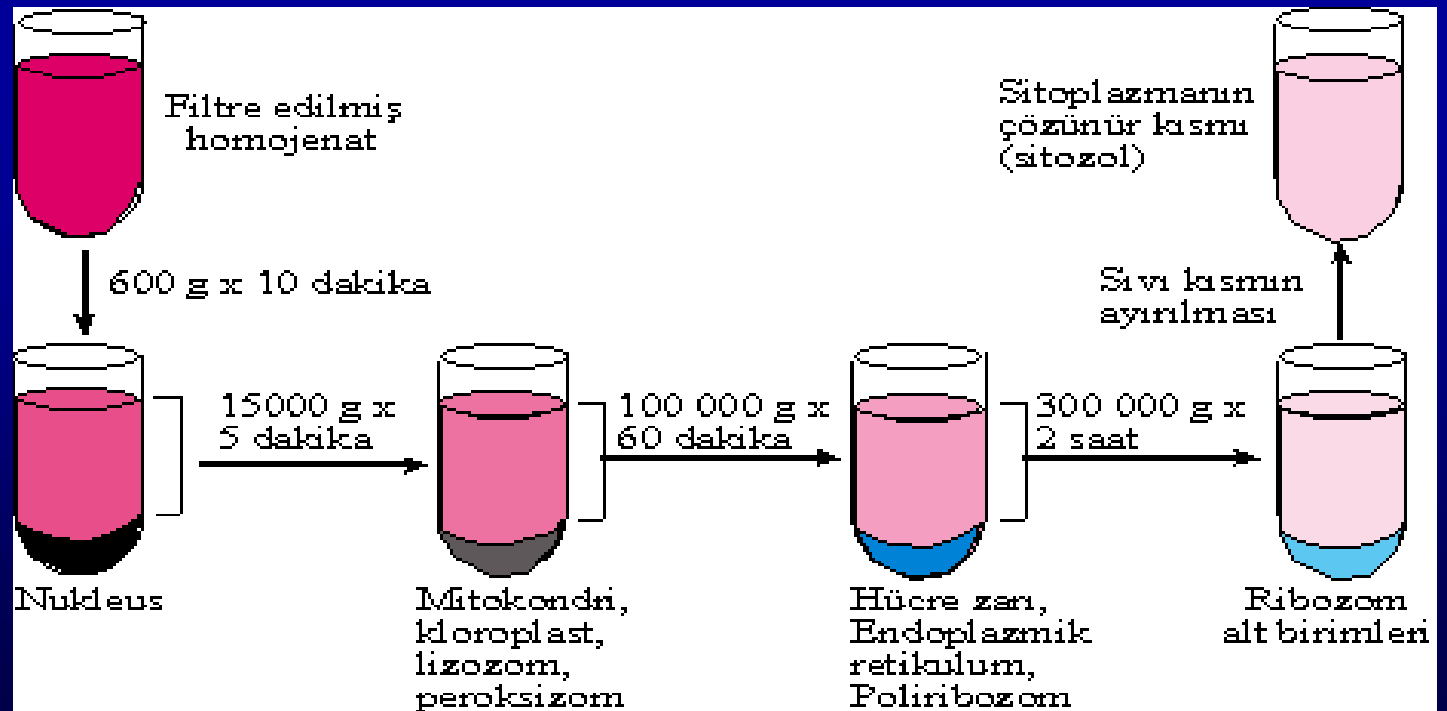 Filtre edilmiş
homojenat
600 g x 10 dakika
Sitoplazmanın
çözünür kısmı
(sitozol)
Sıvı kısmın
ayırılması
15000 g x
5 dakika
100 000 g x
60 dakika
300 000 g x
2 saat
Nukleus
Mitokondri,
kloroplast,
lizozom,
peroksizom
Hücre zarı,
Endoplazmik
retikulum,
Poliribozom
Ribozom
alt birimleri